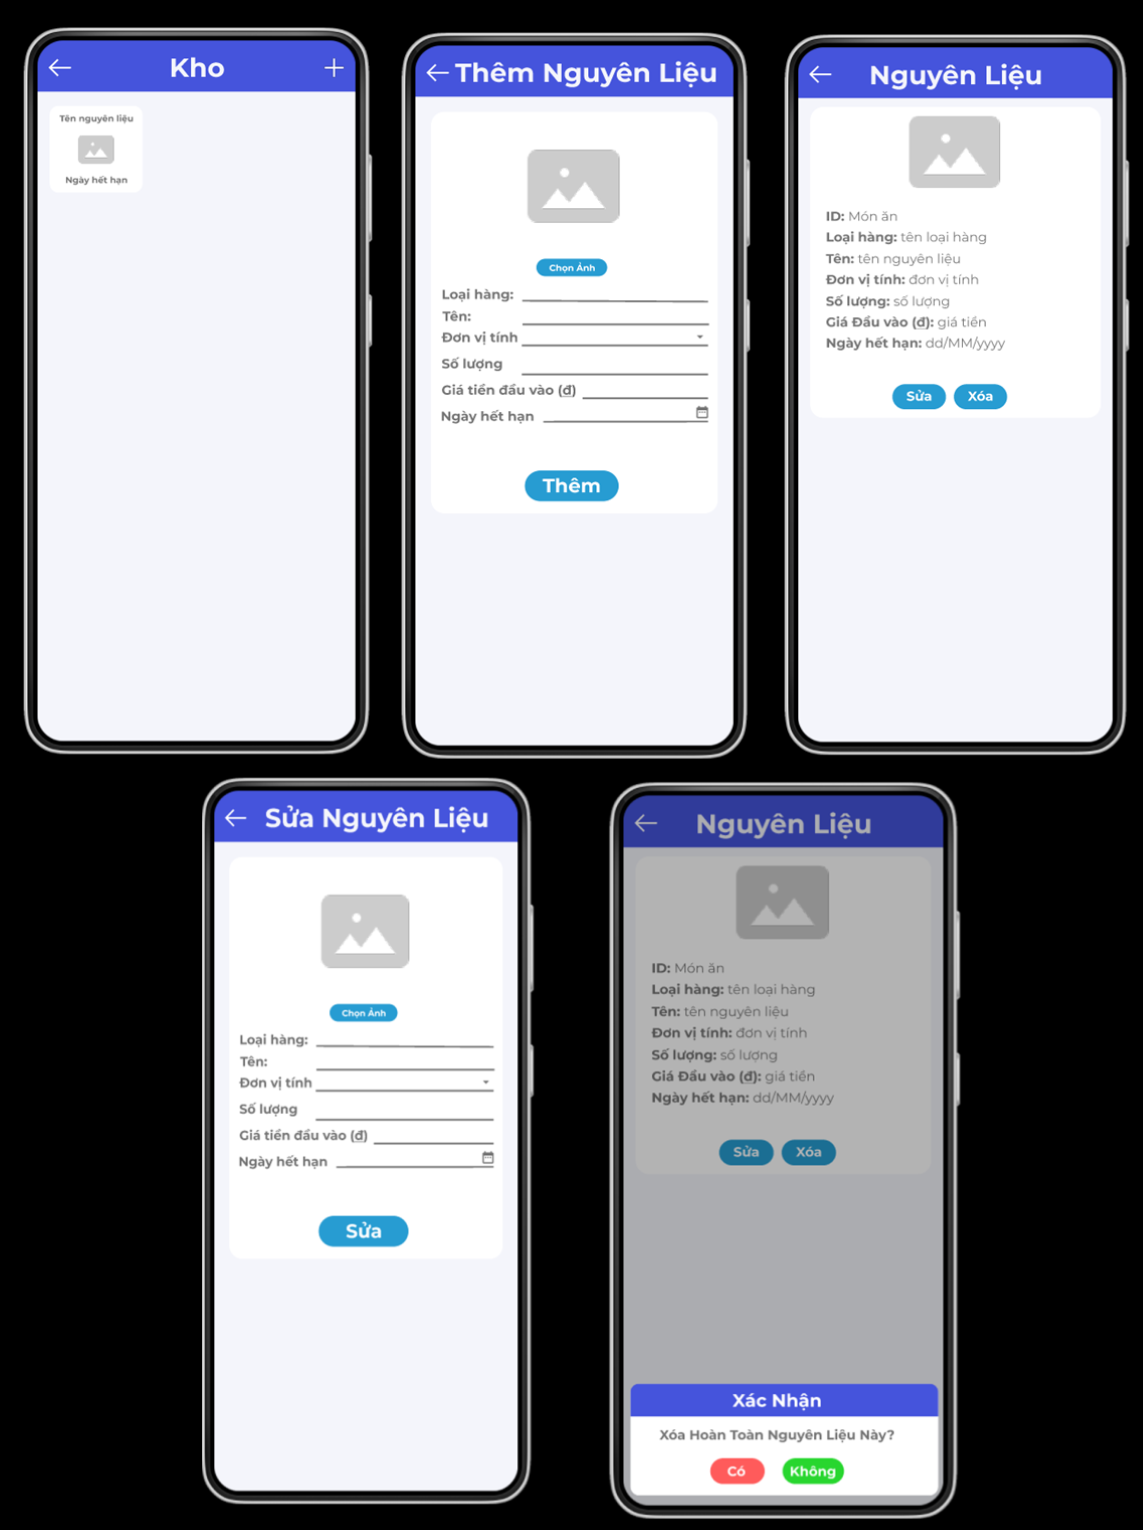 Kho
Tên nguyên liệu
Ngày hết hạn
Thêm Nguyên Liệu
Chọn Ảnh
Loại hàng:
Tên:
Đơn vị tính
Số lượng
Giá tiền đầu vào (đ)
Ngày hết hạn
Thêm
Nguyên Liệu
ID: Món ăn
Loại hàng: tên loại hàng
Tên: tên nguyên liệu
Đơn vị tính: đơn vị tính
Số lượng: số lượng
Giá Đầu vào (đ): giá tiền
Ngày hết hạn: dd/MM/yyyy
Sửa Xóa
Sửa Nguyên Liệu
Chọn Ảnh
Loại hàng:
Tên:
Đơn vị tính
Số lượng
Giá tiền đầu vào (đ)
Ngày hết hạn
Sửa
Nguyên Liệu
ID: Món ăn
Loại hàng: tên loại hàng
Tên: tên nguyên liệu
Đơn vị tính: đơn vị tính
Số lượng: số lượng
Giá Đầu vào (đ): giá tiền
Ngày hết hạn: dd/MM/yyyy
Sửa Xóa
Xác Nhận
Xóa Hoàn Toàn Nguyên Liệu Này?
Có Không